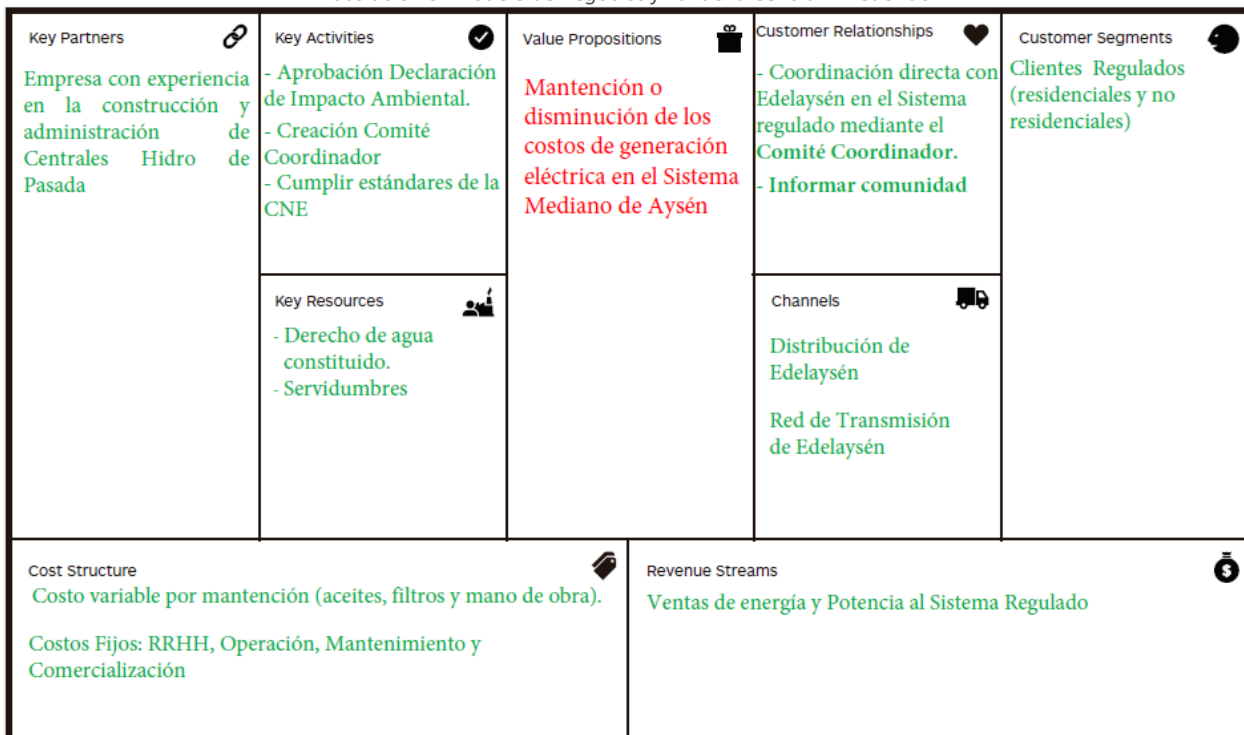 Key Partners
Empresa con experiencia
en la construcción y
administración de
Centrales Hidro de
Pasada
Key Activities
- Aprobación Declaración
de Impacto Ambiental.
- Creación Comité
Coordinador
- Cumplir estándares de la
CNE
Key Resources
- Derecho de agua
constituido.
- Servidumbres
Value Propositions
Mantención o
disminución de los
costos de generación
eléctrica en el Sistema
Mediano de Aysén
Customer Relationships
- Coordinación directa con
Edelaysén en el Sistema
regulado mediante el
Comité Coordinador.
- Informar comunidad
Channels
Distribución de
Edelaysén
Red de Transmisión
de Edelaysén
Customer Segments
Clientes Regulados
(residenciales y no
residenciales)
Cost Structure
Costo variable por mantención (aceites, filtros y mano de obra).
Costos Fijos: RRHH, Operación, Mantenimiento y
Comercialización
Revenue Streams
Ventas de energía y Potencia al Sistema Regulado